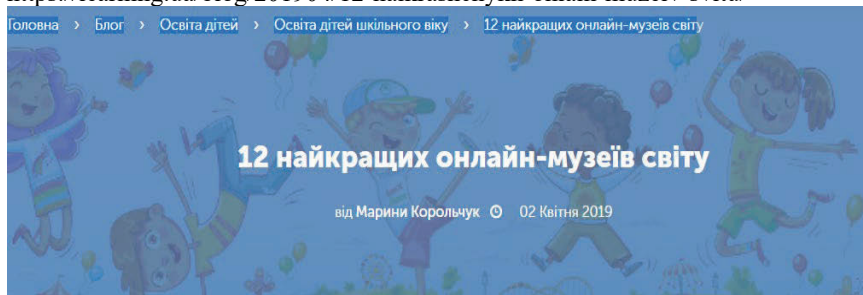 Головна > Блог > Освіта дітей > Освіта дітей шкільного віку > 12 найкращих онлайн-музеїв світу
12 найкращих онлайн-музеїв світу
від Марини Корольчук 02 Квітня 2019